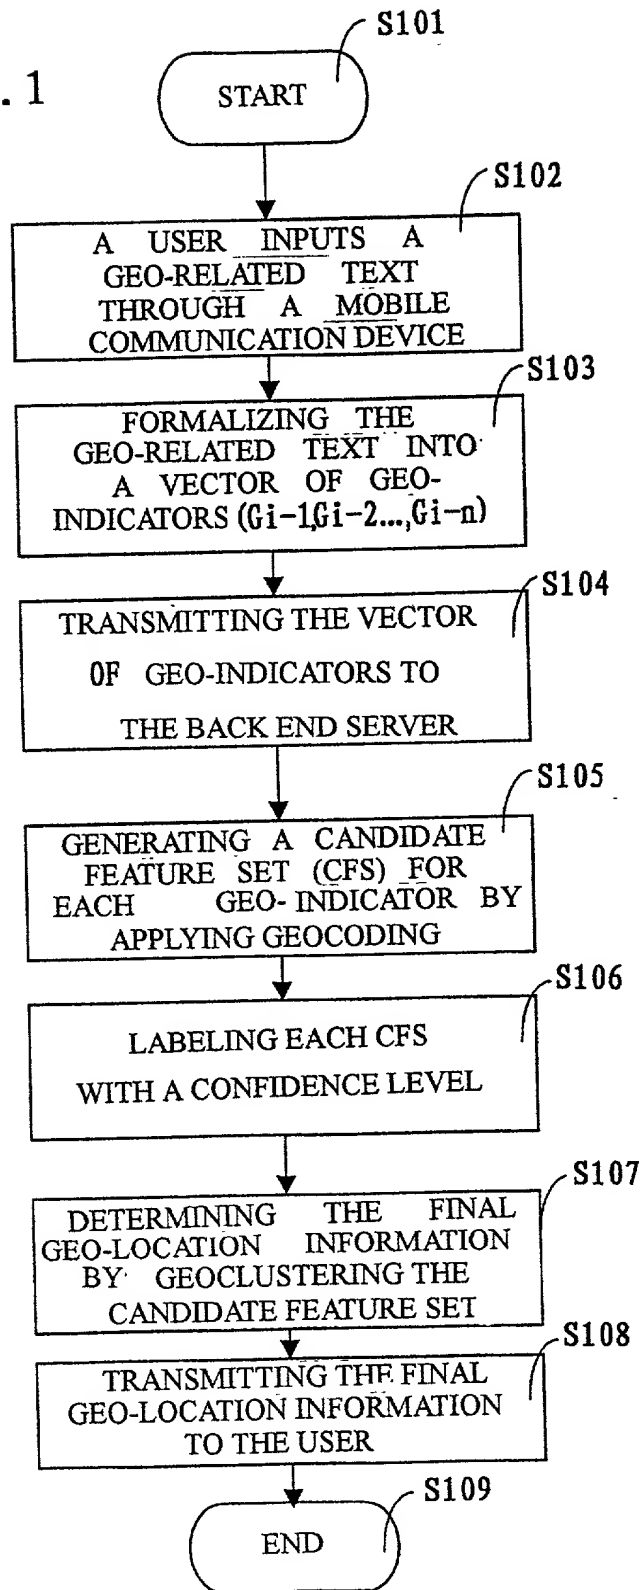 S101
. 1
START
S102
A USER INPUTS A
GEO-RELATED TEXT
THROUGH A MOBILE
COMMUNICATION DEVICE
S103
FORMALIZING THE
GEO-RELATED TEXT INTO
A VECTOR OF GEO-
INDICATORS (Gi-1,Gi-2...,Gi-n)
S104
TRANSMITTING THE VECTOR
OF GEO-INDICATORS TO
THE BACK END SERVER
S105
GENERATING A CANDIDATE
FEATURE SET (CFS) FOR
EACH GEO- INDICATOR BY
APPLYING GEOCODING
S106
LABELING EACH CFS
WITH A CONFIDENCE LEVEL
S107
DETERMINING THE FINAL
GEO-LOCATION INFORMATION
BY GEOCLUSTERING THE
CANDIDATE FEATURE SET
S108
TRANSMITTING THE FINAL
GEO-LOCATION INFORMATION
TO THE USER
S109
END